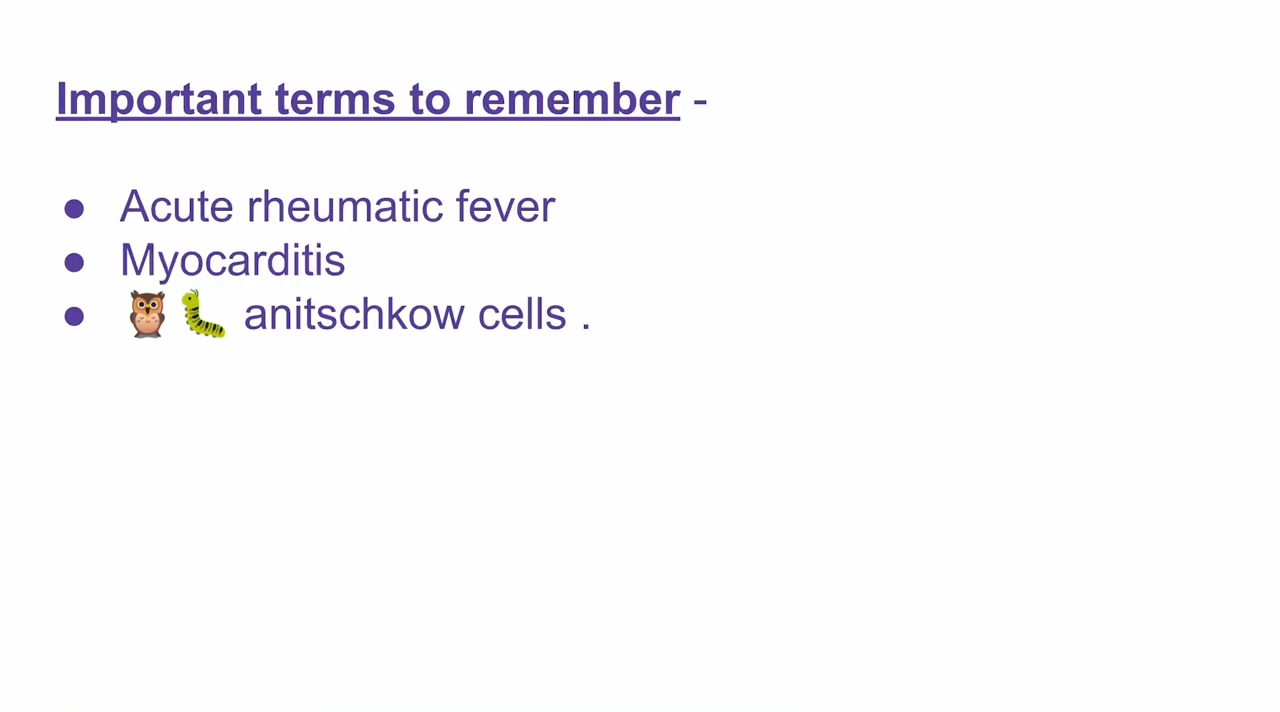 Important terms to remember -
● Acute rheumatic fever
● Myocarditis
● 🦉🐛 anitschkow cells .